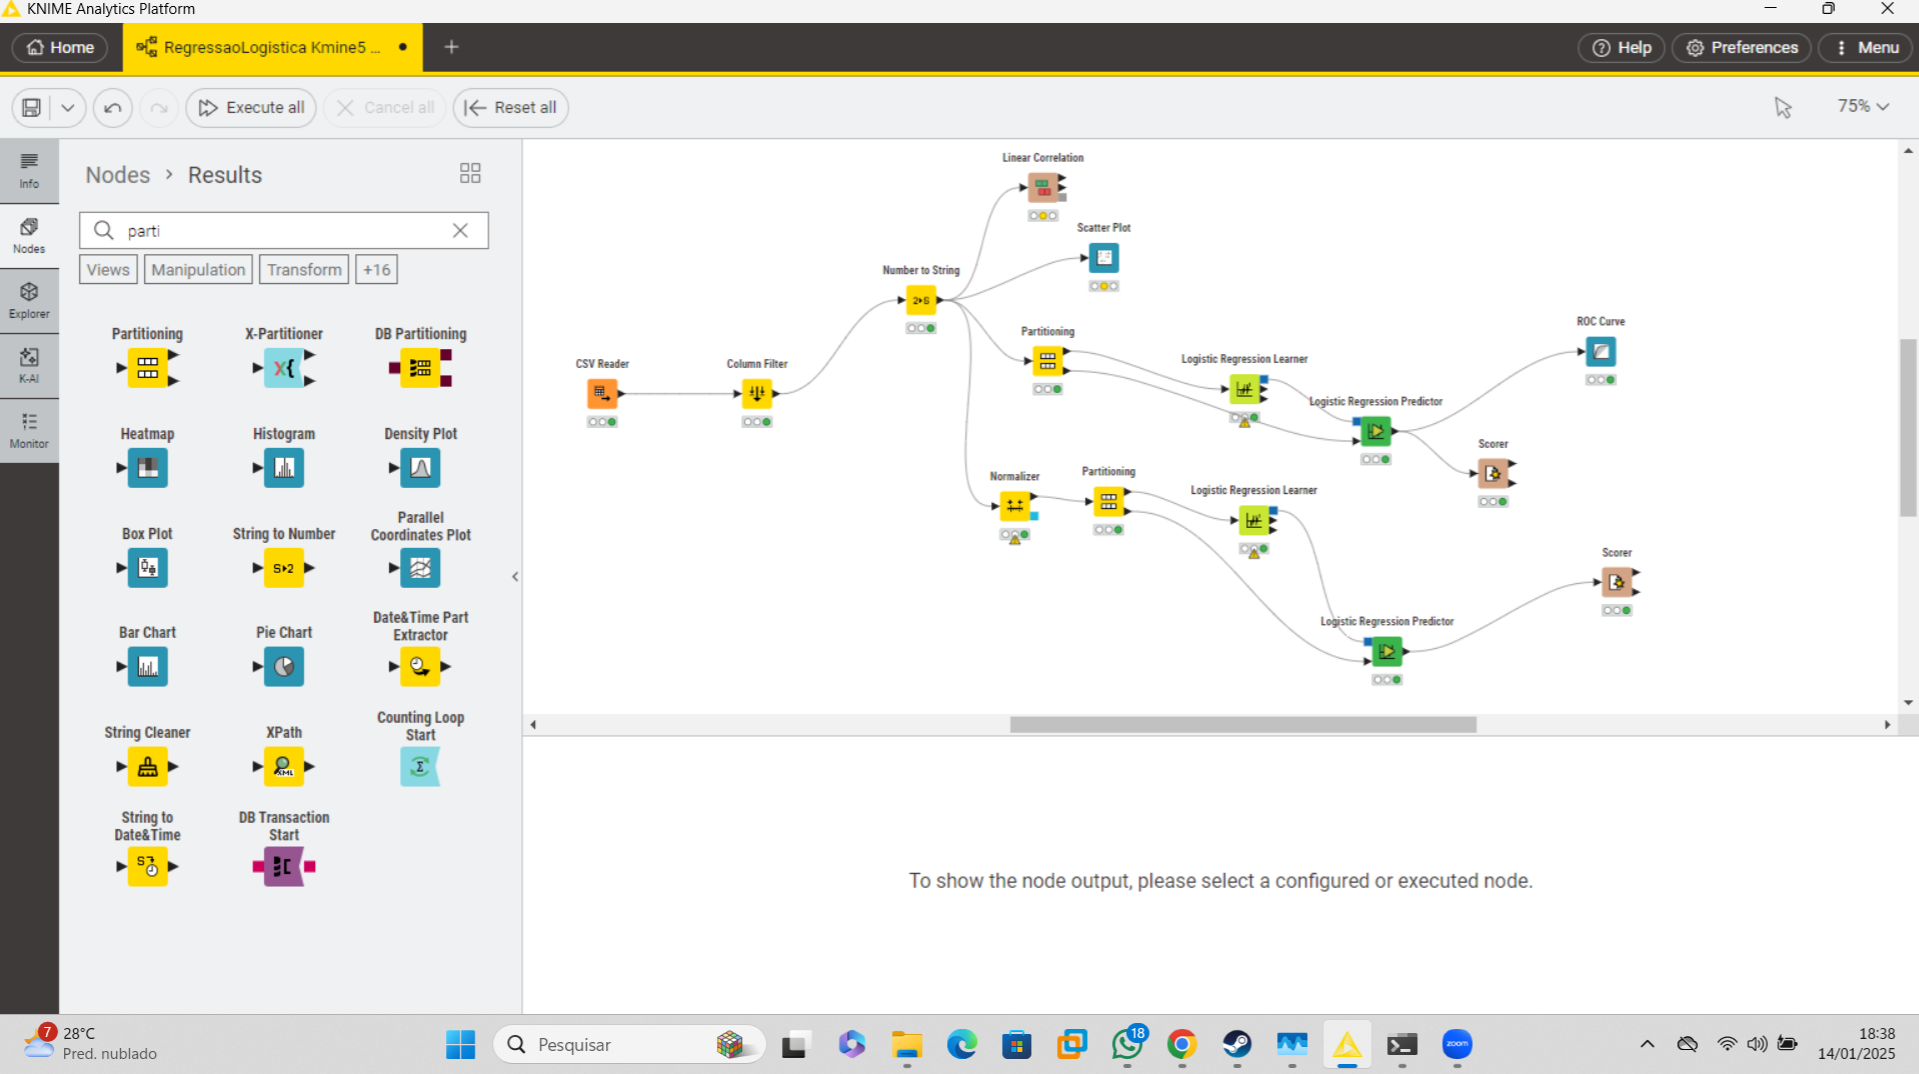 KNIME Analytics Platform
Home
RegressaoLogistica Kmine5 ...
Help
Preferences
Menu
Execute all
Cancel all
Reset all
75%
Info
Nodes
Explorer
K-AI
Monitor
Nodes > Results
parti
Views
Manipulation
Transform
+16
Partitioning
X-Partitioner
DB Partitioning
Heatmap
Histogram
Density Plot
Box Plot
String to Number
Parallel
Coordinates Plot
S▸2
Bar Chart
Pie Chart
Date&Time Part
Extractor
String Cleaner
XPath
Counting Loop
Start
XML
String to
Date&Time
DB Transaction
Start
Linear Correlation
Scatter Plot
Number to String
2▸S
CSV Reader
Column Filter
Partitioning
Logistic Regression Learner
Logistic Regression Predictor
ROC Curve
Scorer
Normalizer
Partitioning
Logistic Regression Learner
Logistic Regression Predictor
Scorer
To show the node output, please select a configured or executed node.
7
28°C
Pred. nublado
Pesquisar
18
zoom
18:38
14/01/2025